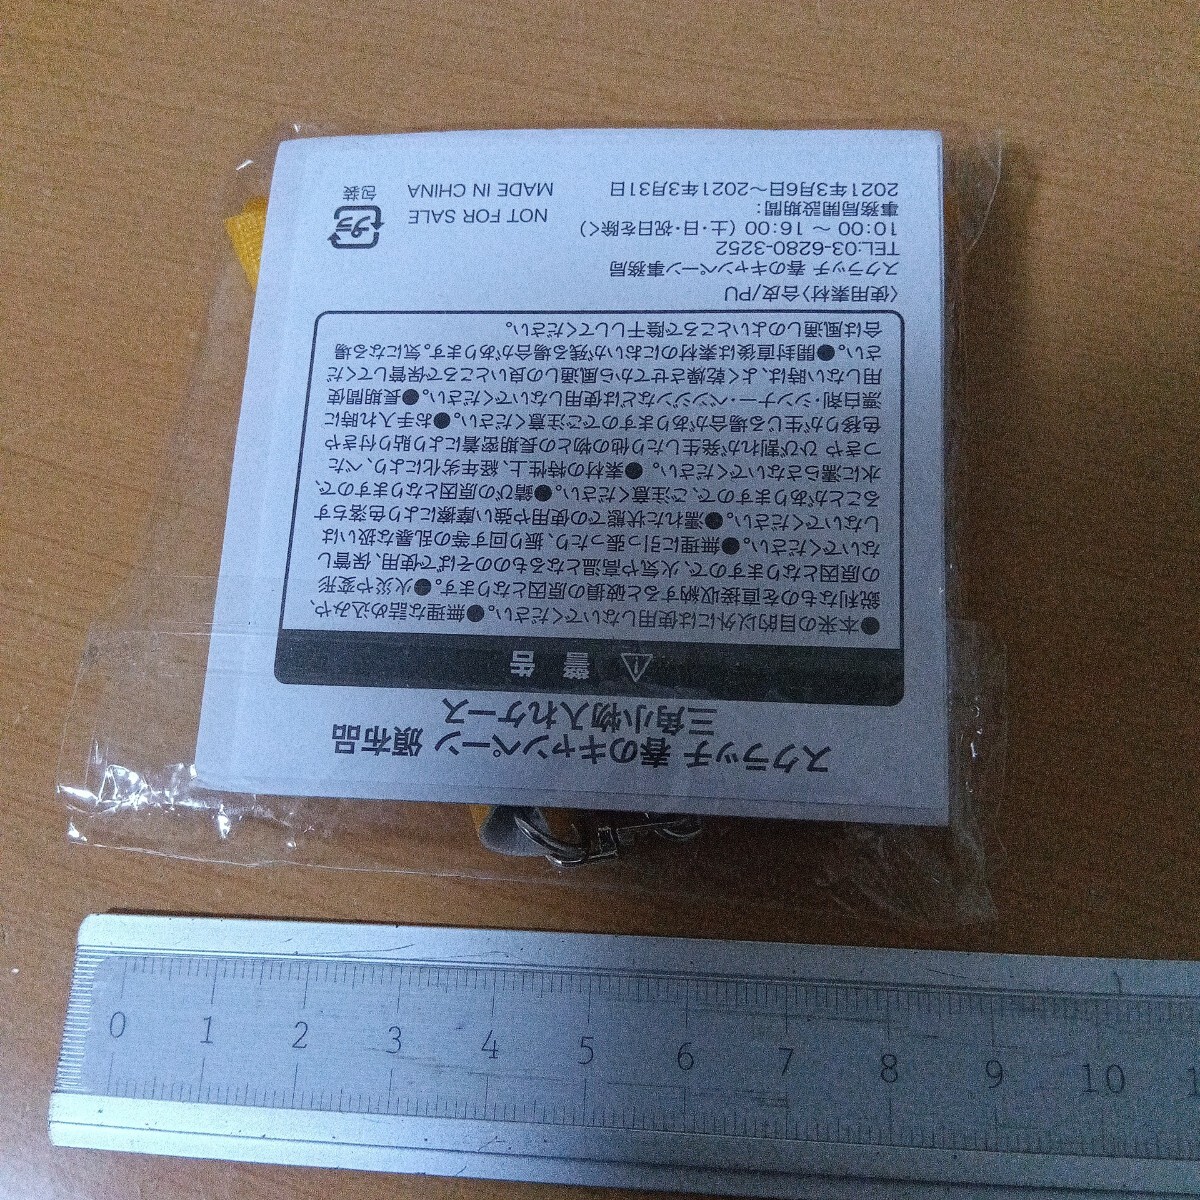 スクラッチ 春のキャンペーン 頒布品
三角小物入れケース
警告
●本来の目的以外には使用しないでください。●無理な詰め込みや、
鋭利なものを直接収納すると破損の原因となります。●火災や変形
の原因となりますので、火気や高温となるもののそばで使用、保管し
ないでください。●無理に引っ張ったり、振り回す等の乱暴な扱いは
しないでください。●濡れた状態での使用や強い摩擦により色落ちす
ることがありますので、ご注意ください。●錆びの原因となりますので、
水に濡らさないでください。●素材の特性上、経年劣化により、べた
つきや ひび割れが発生したり他の物との長期密着により貼り付きや
色移りが生じる場合がありますのでご注意ください。●お手入れ時に
漂白剤・シンナー・ベンジンなどは使用しないでください。●長期間使
用しない時は、よく乾燥させてから風通しの良いところで保管してくだ
さい。●開封直後は素材のにおいが残る場合があります。気になる場
合は風通しのよいところで陰干ししてください。
〈使用素材〉合皮/PU
スクラッチ 春のキャンペーン事務局
TEL:03-6280-3252
10:00 ～ 16:00 (土・日・祝日を除く)
事務局開設期間:
2021年3月6日～2021年3月31日
NOT FOR SALE
MADE IN CHINA
プラ
包装
0 1 2 3 4 5 6 7 8 9 10 1